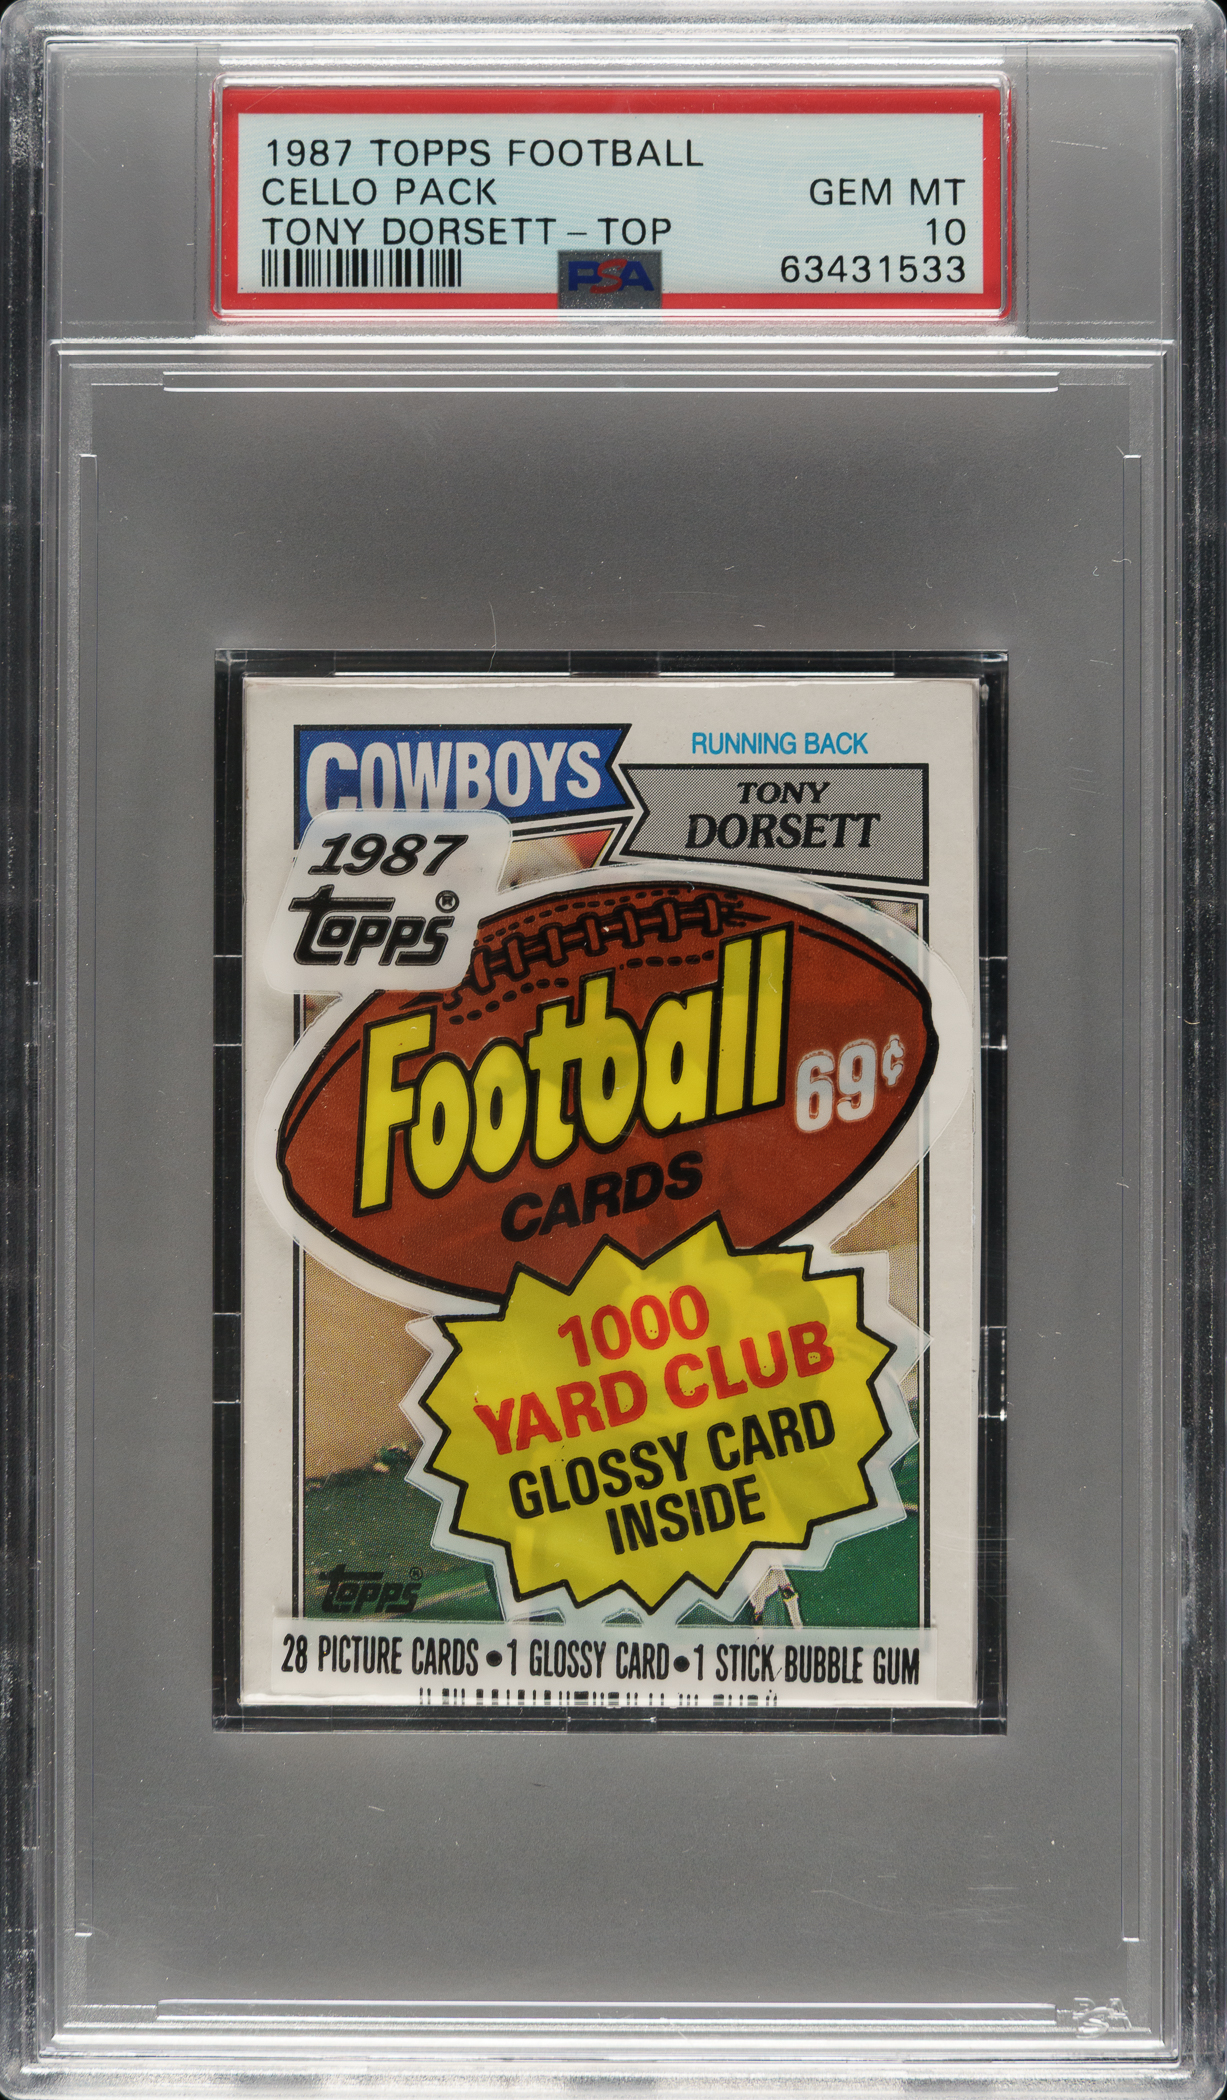 1987 TOPPS FOOTBALL
CELLO PACK GEM MT
TONY DORSETT - TOP 10
PSA 63431533
COWBOYS
RUNNING BACK
TONY
DORSETT
1987
Topps®
Football
69¢
CARDS
1000
YARD CLUB
GLOSSY CARD
INSIDE
Topps®
28 PICTURE CARDS • 1 GLOSSY CARD • 1 STICK BUBBLE GUM
PSA